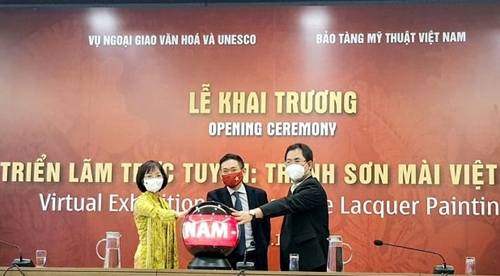 VỤ NGOẠI GIAO VĂN HOÁ VÀ UNESCO
BẢO TÀNG MỸ THUẬT VIỆT NAM
LỄ KHAI TRƯƠNG
OPENING CEREMONY
TRIỂN LÃM TRỰC TUYẾN: TRANH SƠN MÀI VIỆT
Virtual Exhibition Lacquer Painting
NAM